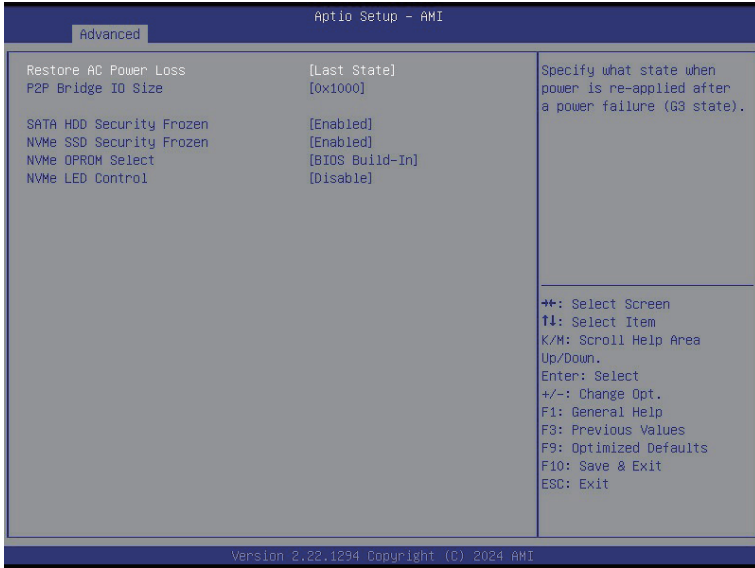 Aptio Setup – AMI
Advanced
Restore AC Power Loss [Last State]
P2P Bridge IO Size [0x1000]
SATA HDD Security Frozen [Enabled]
NVMe SSD Security Frozen [Enabled]
NVMe OPROM Select [BIOS Build-In]
NVMe LED Control [Disable]
Specify what state when
power is re-applied after
a power failure (G3 state).
→←: Select Screen
↑↓: Select Item
K/M: Scroll Help Area
Up/Down.
Enter: Select
+/-: Change Opt.
F1: General Help
F3: Previous Values
F9: Optimized Defaults
F10: Save & Exit
ESC: Exit
Version 2.22.1294 Copyright (C) 2024 AMI